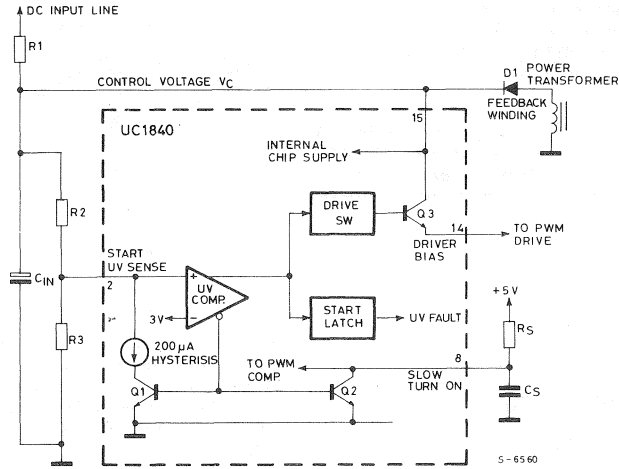 DC INPUT LINE
R1
CONTROL VOLTAGE VC
D1
POWER
TRANSFORMER
FEEDBACK
WINDING
15
UC1840
INTERNAL
CHIP SUPPLY
R2
DRIVE
SW
Q3
14
TO PWM
DRIVE
DRIVER
BIAS
START
UV SENSE
2
+
UV
COMP.
-
3V
CIN
START
LATCH
UV FAULT
+5V
RS
R3
200µA
HYSTERISIS
TO PWM
COMP.
8
SLOW
TURN ON
CS
Q1
Q2
S-6560